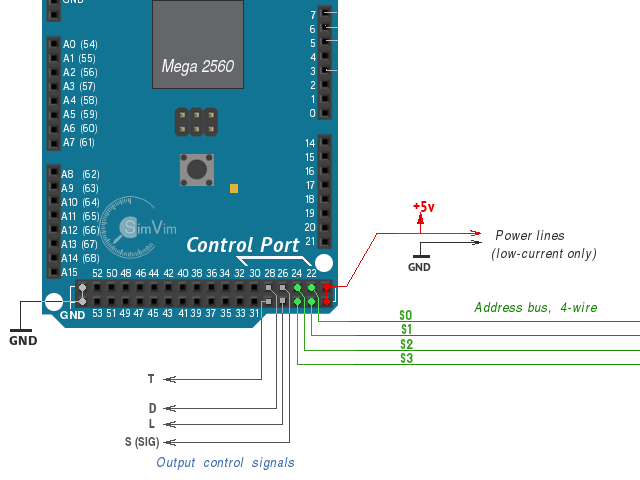 GND
7
6
5
4
3
2
1
0
A0 (54)
A1 (55)
A2 (56)
A3 (57)
A4 (58)
A5 (59)
A6 (60)
A7 (61)
Mega 2560
14
15
16
17
18
19
20
21
A8 (62)
A9 (63)
A10 (64)
A11 (65)
A12 (66)
A13 (67)
A14 (68)
A15
SimVim
Control Port
52 50 48 46 44 42 40 38 36 34 32 30 28 26 24 22
GND
53 51 49 47 45 43 41 39 37 35 33 31
GND
+5v
GND
Power lines
(low-current only)
Address bus, 4-wire
S0
S1
S2
S3
T
D
L
S (SIG)
Output control signals